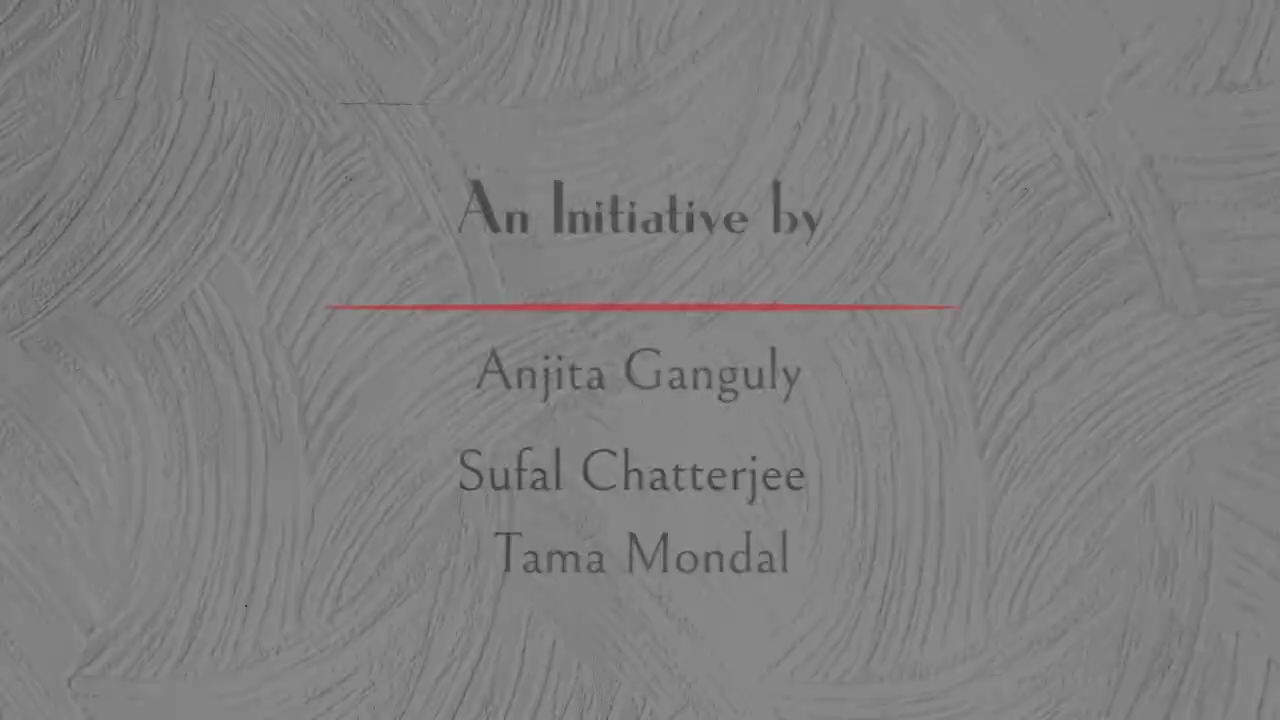 An Initiative by
Anjita Ganguly
Sufal Chatterjee
Tama Mondal